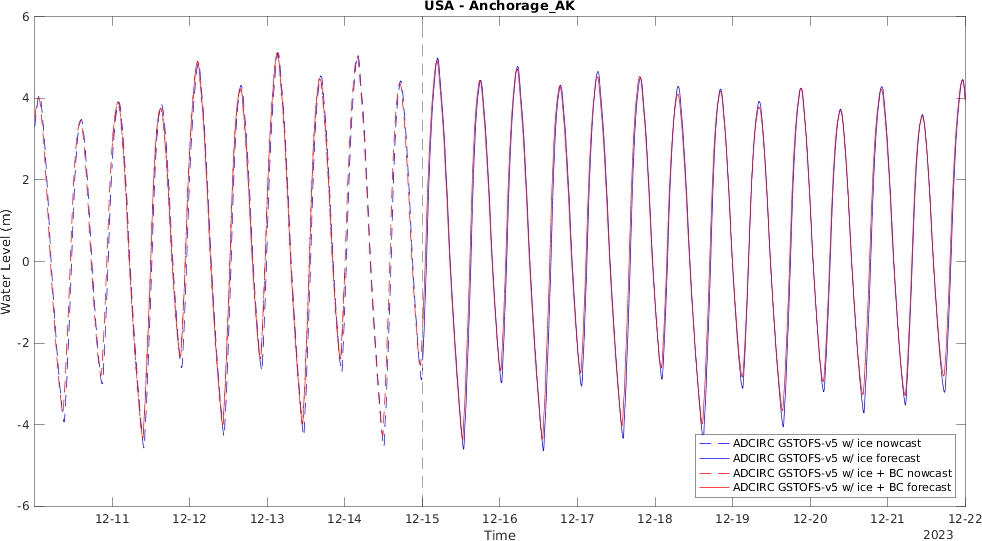 USA - Anchorage_AK
6
4
2
0
-2
-4
-6
Water Level (m)
12-11
12-12
12-13
12-14
12-15
12-16
12-17
12-18
12-19
12-20
12-21
12-22
Time
2023
ADCIRC GSTOFS-v5 w/ ice nowcast
ADCIRC GSTOFS-v5 w/ ice forecast
ADCIRC GSTOFS-v5 w/ ice + BC nowcast
ADCIRC GSTOFS-v5 w/ ice + BC forecast